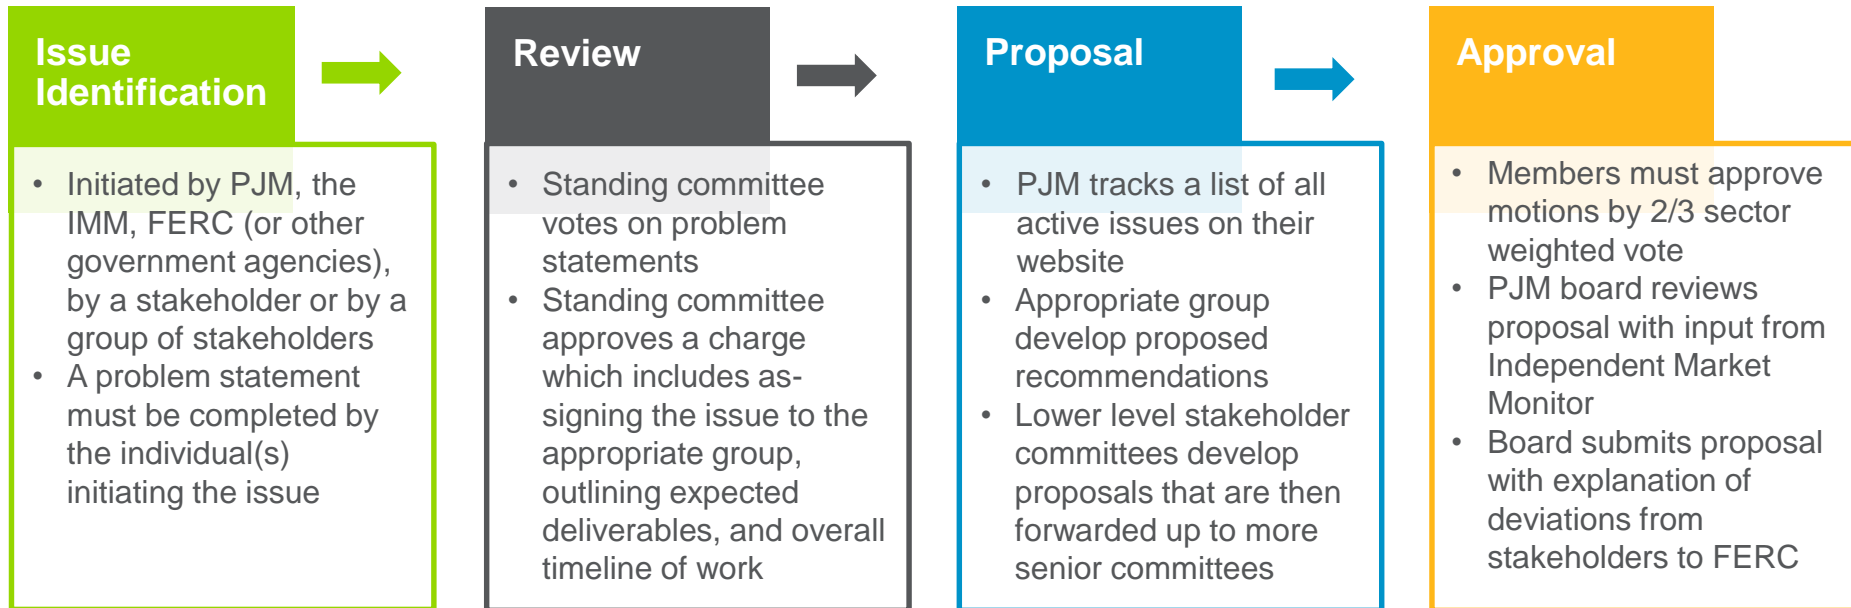 Issue
Identification
• Initiated by PJM, the
IMM, FERC (or other
government agencies),
by a stakeholder or by a
group of stakeholders
• A problem statement
must be completed by
the individual(s)
initiating the issue
Review
• Standing committee
votes on problem
statements
• Standing committee
approves a charge
which includes as-
signing the issue to the
appropriate group,
outlining expected
deliverables, and overall
timeline of work
Proposal
• PJM tracks a list of all
active issues on their
website
• Appropriate group
develop proposed
recommendations
• Lower level stakeholder
committees develop
proposals that are then
forwarded up to more
senior committees
Approval
• Members must approve
motions by 2/3 sector
weighted vote
• PJM board reviews
proposal with input from
Independent Market
Monitor
• Board submits proposal
with explanation of
deviations from
stakeholders to FERC